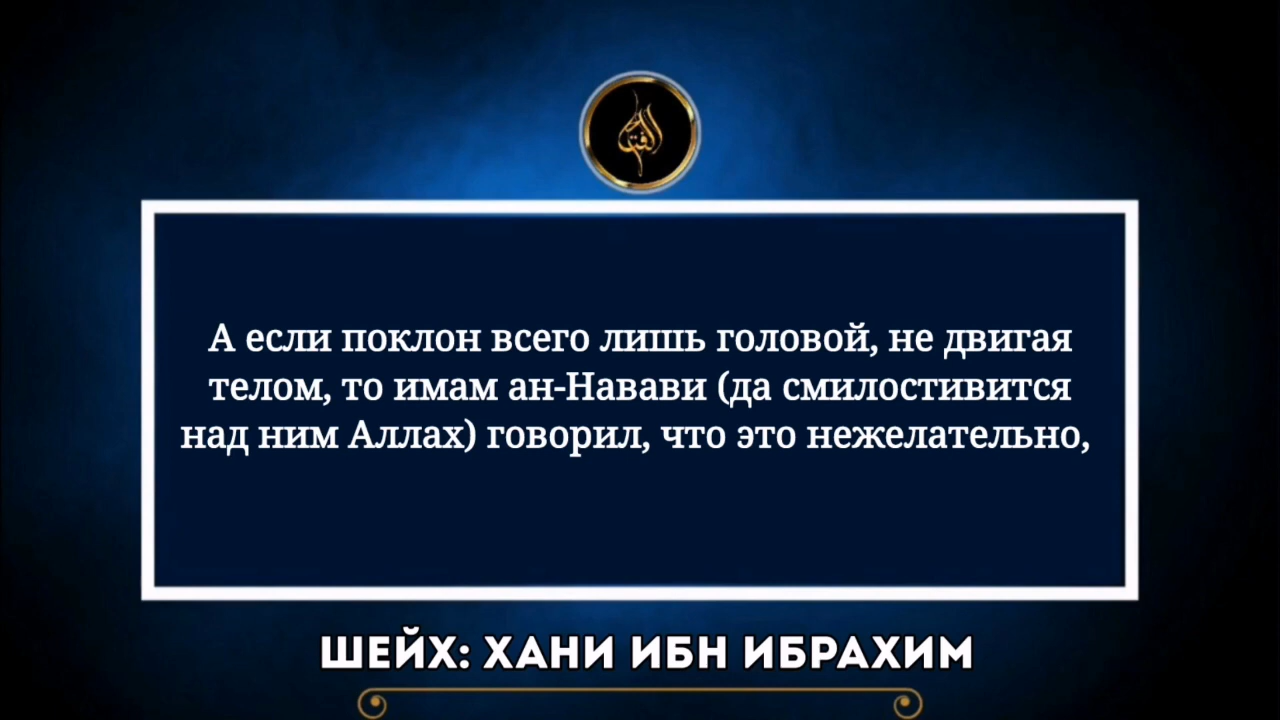 الفتح
А если поклон всего лишь головой, не двигая
телом, то имам ан-Навави (да смилостивится
над ним Аллах) говорил, что это нежелательно,
ШЕЙХ: ХАНИ ИБН ИБРАХИМ